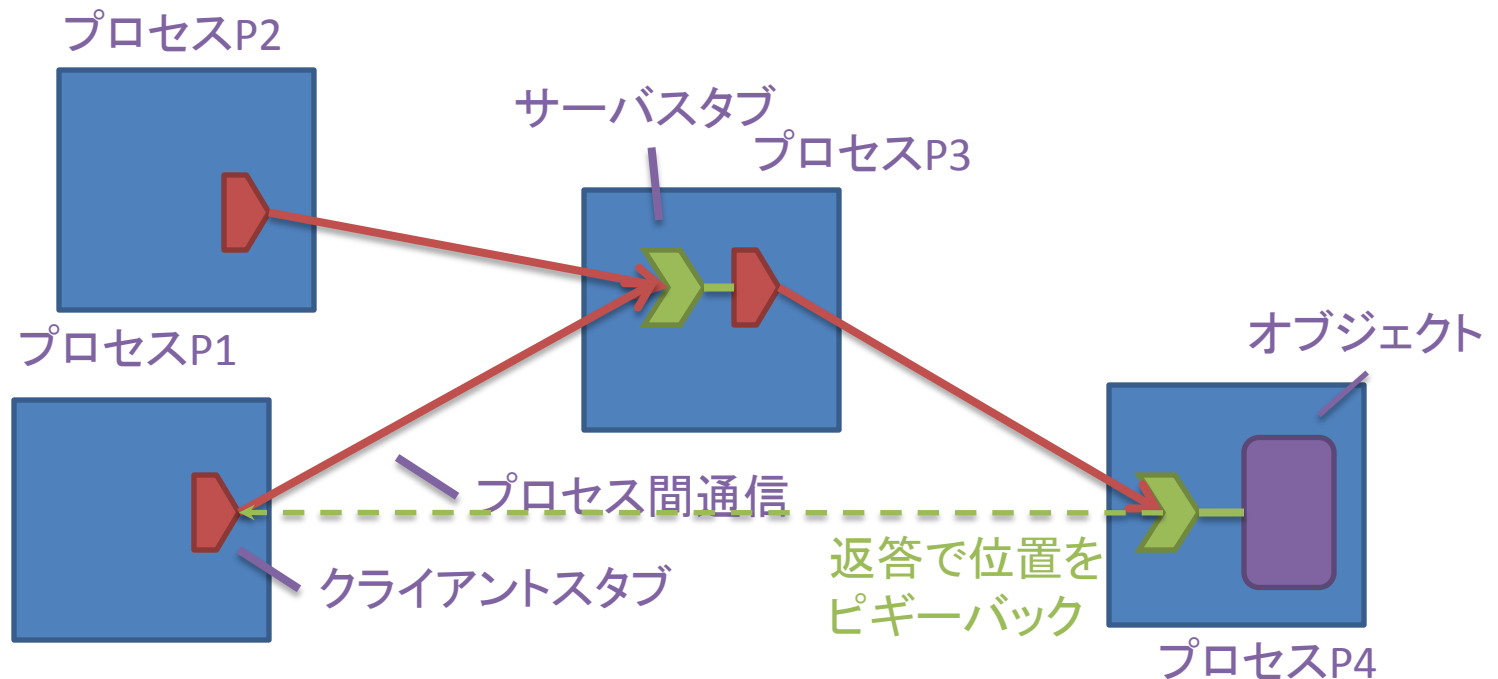 プロセスP2
サーバスタブ
プロセスP3
プロセスP1
オブジェクト
プロセス間通信
返答で位置を
ピギーバック
クライアントスタブ
プロセスP4